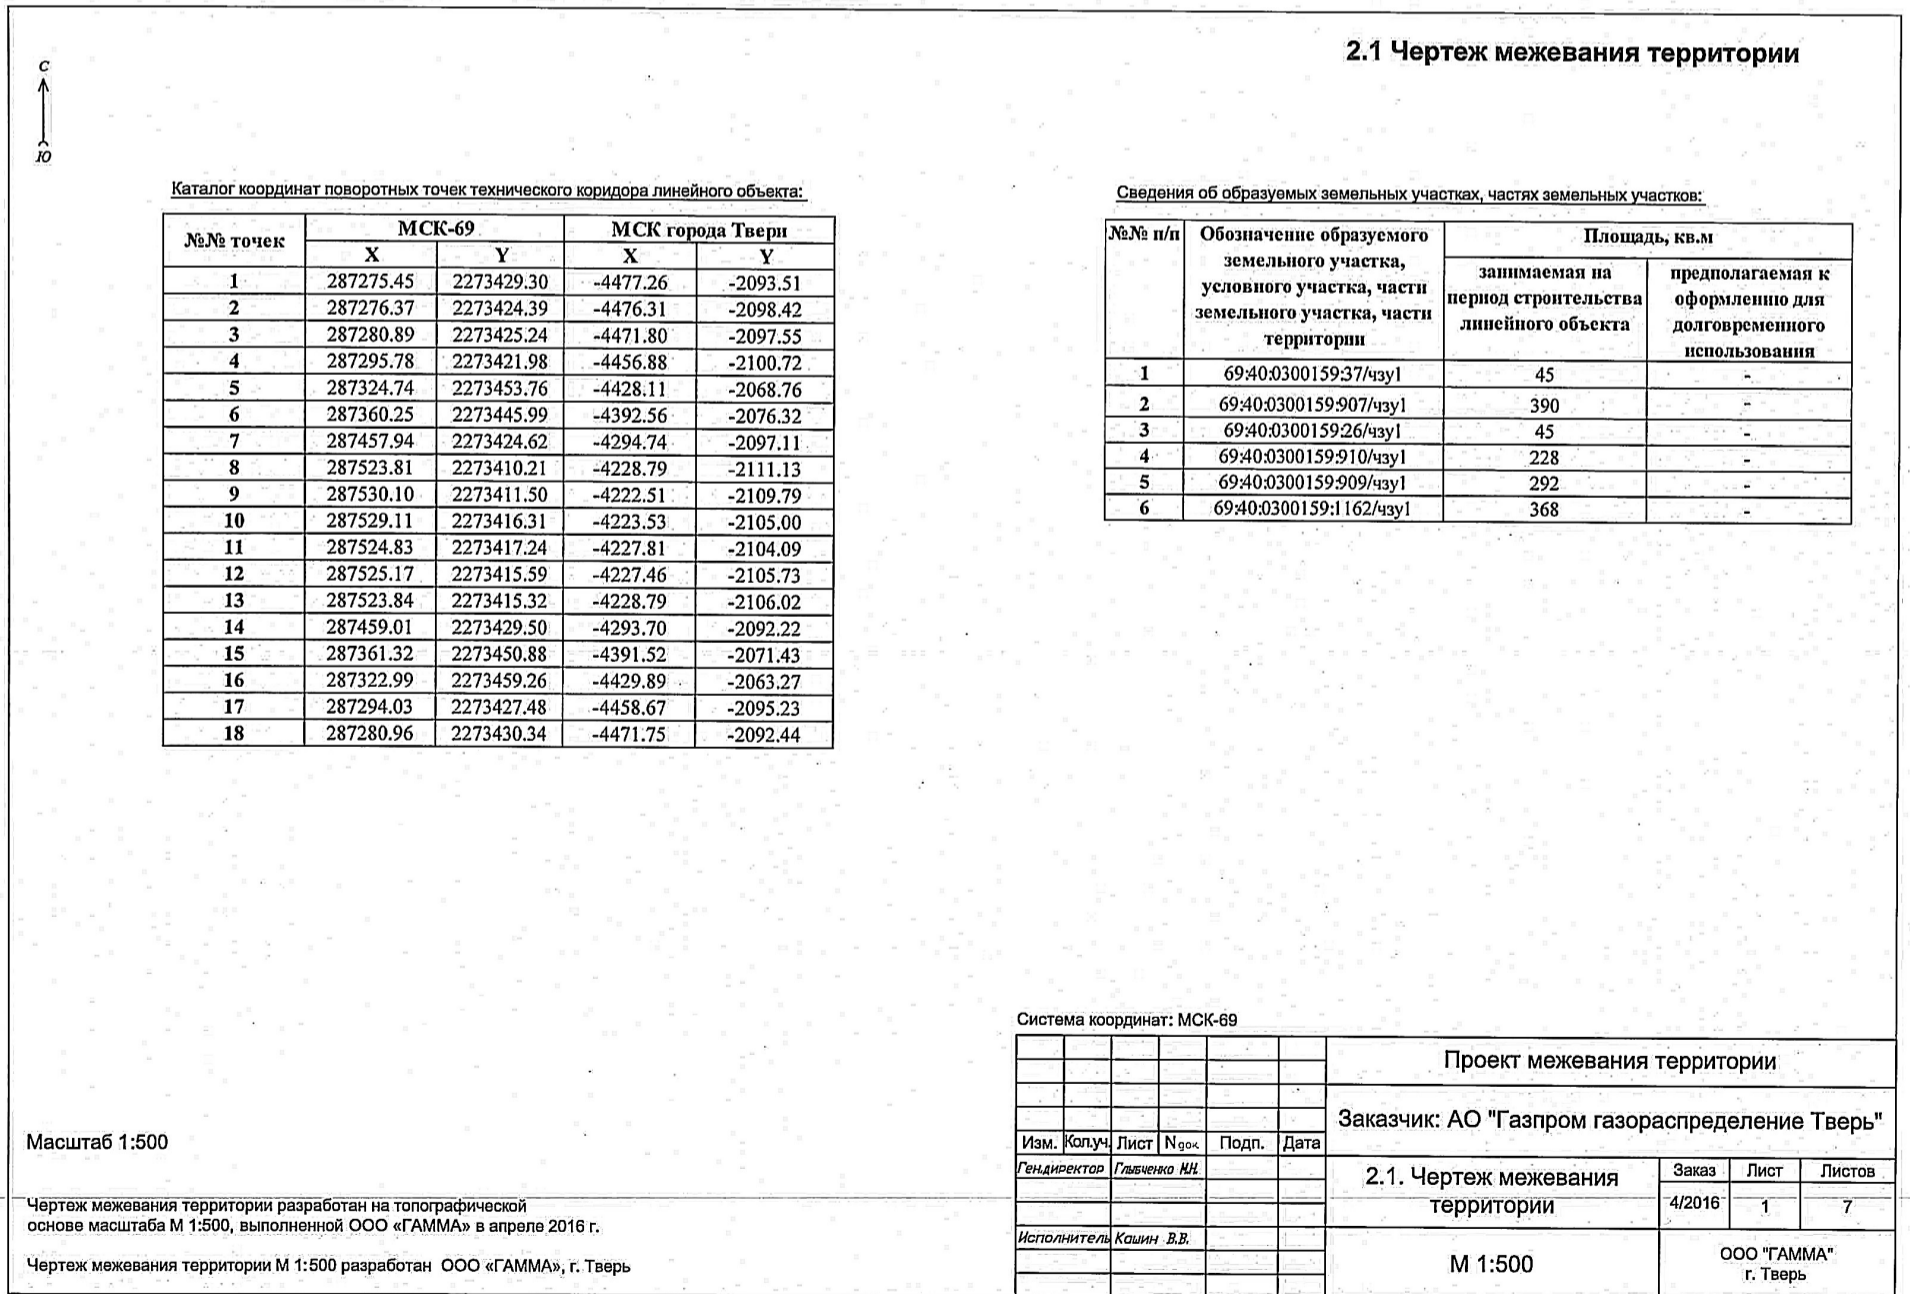 2.1 Чертеж межевания территории
С
Ю
Каталог координат поворотных точек технического коридора линейного объекта:
№№ точек МСК-69 МСК города Твери
X Y X Y
1 287275.45 2273429.30 -4477.26 -2093.51
2 287276.37 2273424.39 -4476.31 -2098.42
3 287280.89 2273425.24 -4471.80 -2097.55
4 287295.78 2273421.98 -4456.88 -2100.72
5 287324.74 2273453.76 -4428.11 -2068.76
6 287360.25 2273445.99 -4392.56 -2076.32
7 287457.94 2273424.62 -4294.74 -2097.11
8 287523.81 2273410.21 -4228.79 -2111.13
9 287530.10 2273411.50 -4222.51 -2109.79
10 287529.11 2273416.31 -4223.53 -2105.00
11 287524.83 2273417.24 -4227.81 -2104.09
12 287525.17 2273415.59 -4227.46 -2105.73
13 287523.84 2273415.32 -4228.79 -2106.02
14 287459.01 2273429.50 -4293.70 -2092.22
15 287361.32 2273450.88 -4391.52 -2071.43
16 287322.99 2273459.26 -4429.89 -2063.27
17 287294.03 2273427.48 -4458.67 -2095.23
18 287280.96 2273430.34 -4471.75 -2092.44
Сведения об образуемых земельных участках, частях земельных участков:
№№ п/п Обозначение образуемого Площадь, кв.м
земельного участка, занимаемая на предполагаемая к
условного участка, части период строительства оформлению для
земельного участка, части линейного объекта долговременного
территории использования
1 69:40:0300159:37/чзу1 45 -
2 69:40:0300159:907/чзу1 390 -
3 69:40:0300159:26/чзу1 45 -
4 69:40:0300159:910/чзу1 228 -
5 69:40:0300159:909/чзу1 292 -
6 69:40:0300159:1162/чзу1 368 -
Масштаб 1:500
Чертеж межевания территории разработан на топографической
основе масштаба М 1:500, выполненной ООО «ГАММА» в апреле 2016 г.
Чертеж межевания территории М 1:500 разработан ООО «ГАММА», г. Тверь
Система координат: МСК-69
Проект межевания территории
Заказчик: АО "Газпром газораспределение Тверь"
Изм. Кол.уч. Лист Nдок. Подп. Дата
Ген.директор Глыбченко Н.Н.
Исполнитель Кошин В.В.
2.1. Чертеж межевания
территории
Заказ Лист Листов
4/2016 1 7
М 1:500
ООО "ГАММА"
г. Тверь